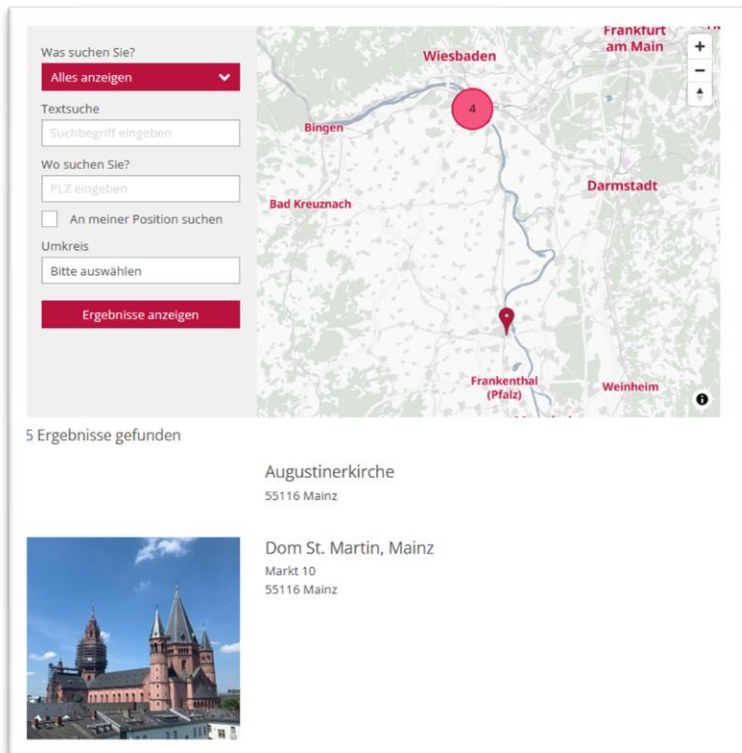 Was suchen Sie?
Alles anzeigen
Textsuche
Suchbegriff eingeben
Wo suchen Sie?
PLZ eingeben
An meiner Position suchen
Umkreis
Bitte auswählen
Ergebnisse anzeigen
Frankfurt
am Main
Wiesbaden
4
Bingen
Darmstadt
Bad Kreuznach
Frankenthal
(Pfalz)
Weinheim
5 Ergebnisse gefunden
Augustinerkirche
55116 Mainz
Dom St. Martin, Mainz
Markt 10
55116 Mainz